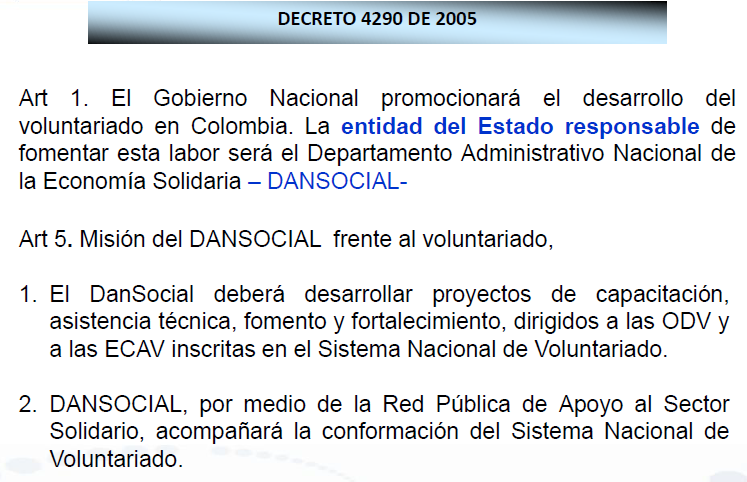 DECRETO 4290 DE 2005
Art 1. El Gobierno Nacional promocionará el desarrollo del
voluntariado en Colombia. La entidad del Estado responsable de
fomentar esta labor será el Departamento Administrativo Nacional de
la Economía Solidaria – DANSOCIAL-
Art 5. Misión del DANSOCIAL frente al voluntariado,
1. El DanSocial deberá desarrollar proyectos de capacitación,
asistencia técnica, fomento y fortalecimiento, dirigidos a las ODV y
a las ECAV inscritas en el Sistema Nacional de Voluntariado.
2. DANSOCIAL, por medio de la Red Pública de Apoyo al Sector
Solidario, acompañará la conformación del Sistema Nacional de
Voluntariado.